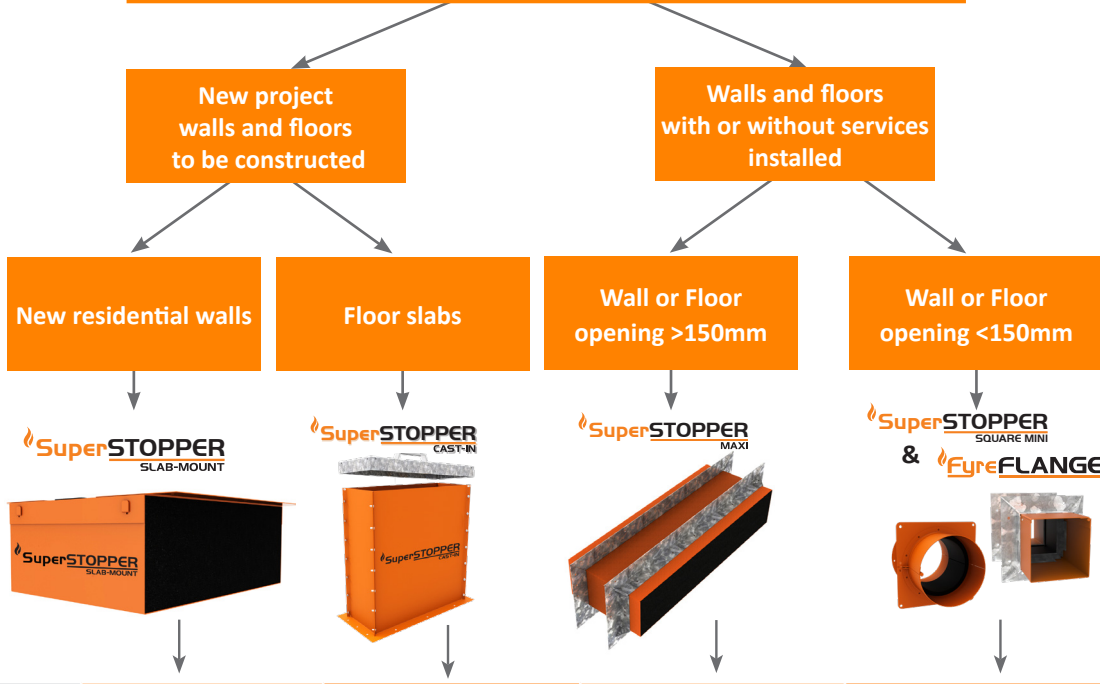 New project
walls and floors
to be constructed
Walls and floors
with or without services
installed
New residential walls
Floor slabs
Wall or Floor
opening >150mm
Wall or Floor
opening <150mm
SuperSTOPPER
SLAB-MOUNT
SuperSTOPPER
CAST-IN
SuperSTOPPER
MAXI
SuperSTOPPER
SQUARE MINI
& FyreFLANGE
SuperSTOPPER
SLAB-MOUNT
SuperSTOPPER
CAST-IN